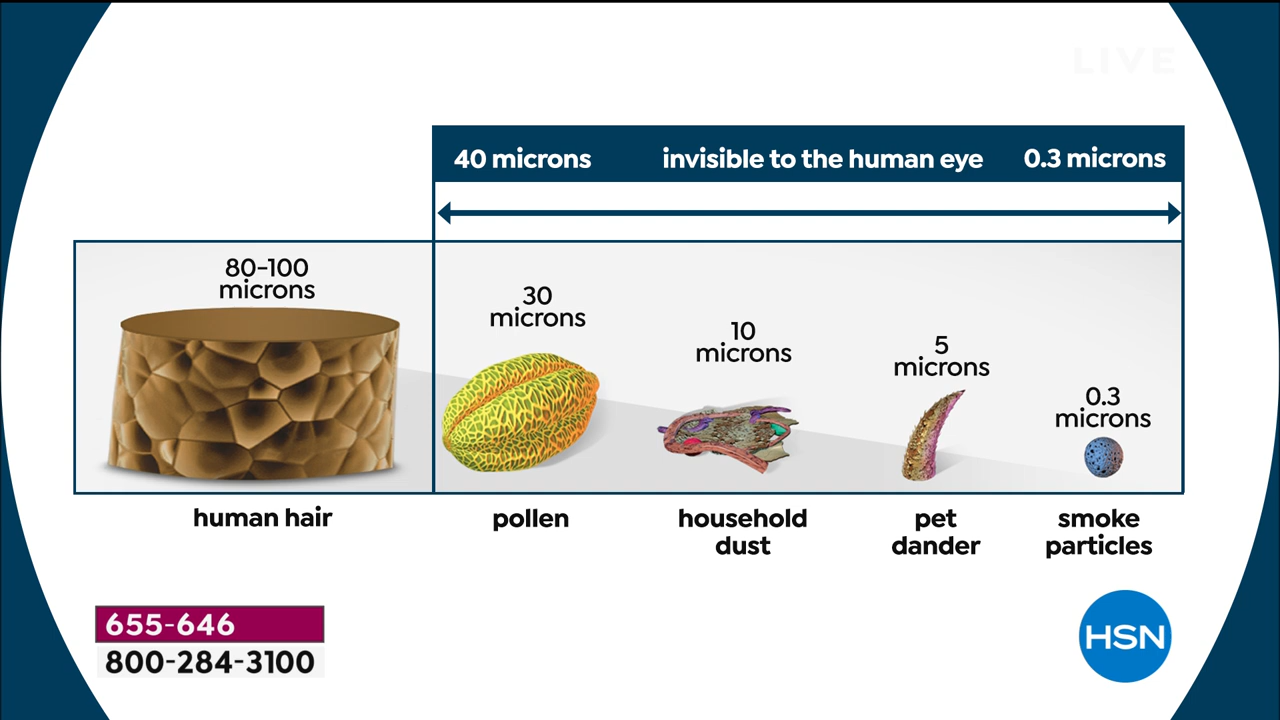 LIVE
40 microns invisible to the human eye 0.3 microns
80-100
microns
30
microns
10
microns
5
microns
0.3
microns
human hair
pollen
household
dust
pet
dander
smoke
particles
655-646
800-284-3100
HSN